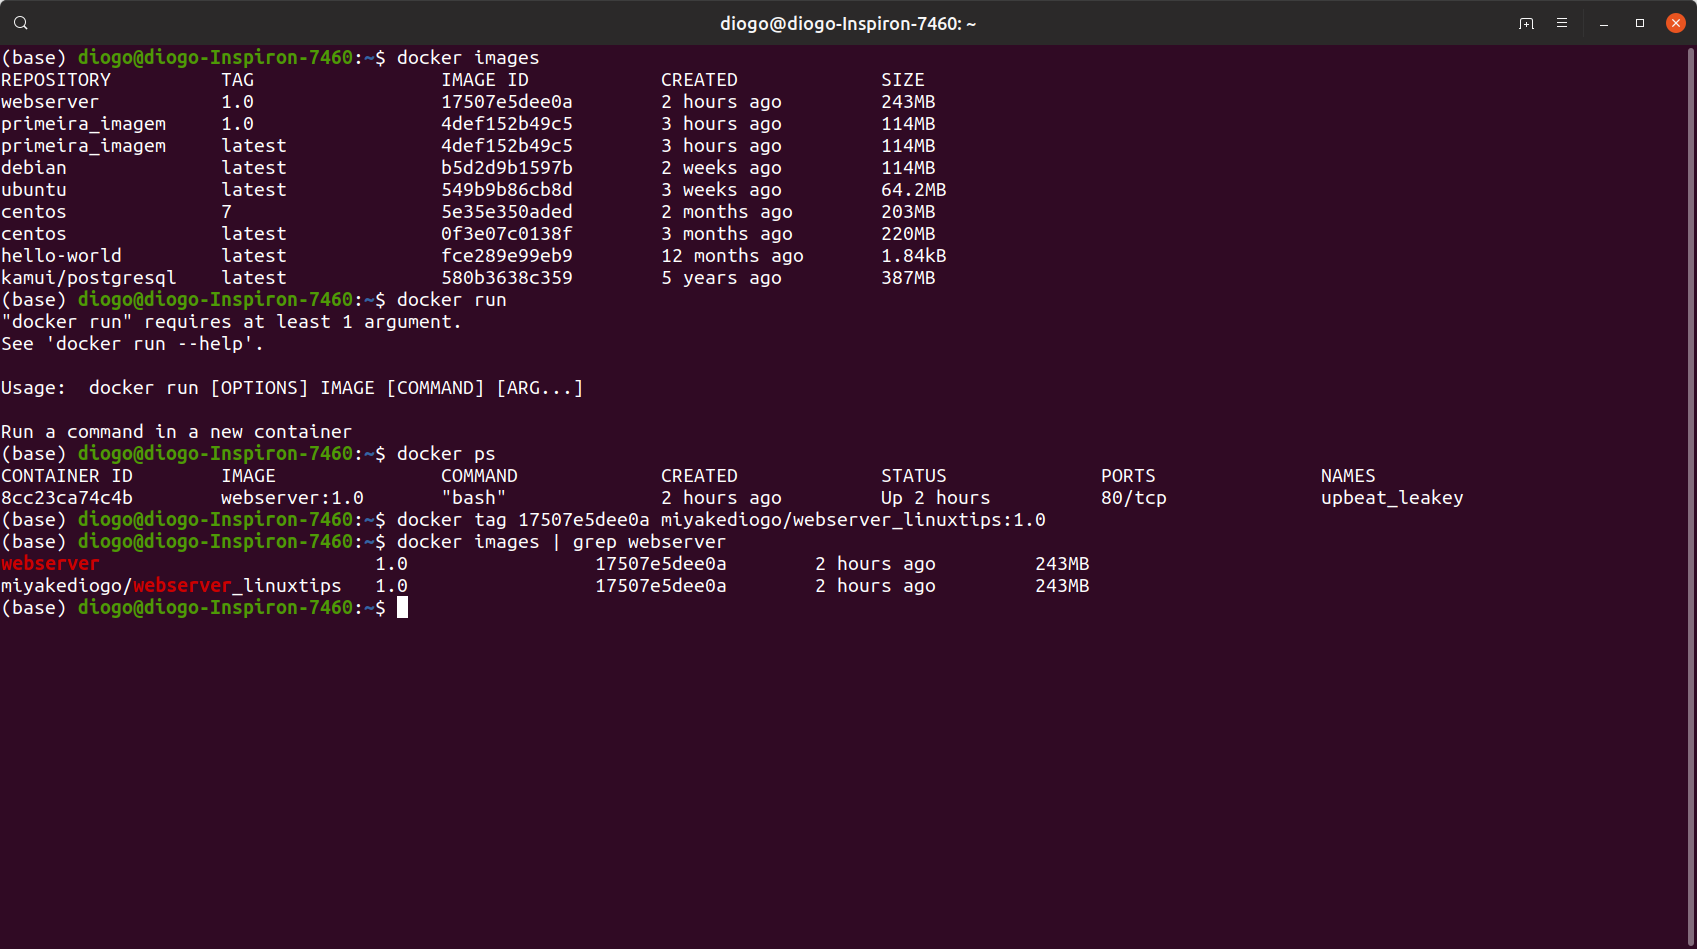 diogo@diogo-Inspiron-7460: ~
(base) diogo@diogo-Inspiron-7460:~$ docker images
REPOSITORY          TAG                 IMAGE ID            CREATED             SIZE
webserver           1.0                 17507e5dee0a        2 hours ago         243MB
primeira_imagem     1.0                 4def152b49c5        3 hours ago         114MB
primeira_imagem     latest              4def152b49c5        3 hours ago         114MB
debian              latest              b5d2d9b1597b        2 weeks ago         114MB
ubuntu              latest              549b9b86cb8d        3 weeks ago         64.2MB
centos              7                   5e35e350aded        2 months ago        203MB
centos              latest              0f3e07c0138f        3 months ago        220MB
hello-world         latest              fce289e99eb9        12 months ago       1.84kB
kamui/postgresql    latest              580b3638c359        5 years ago         387MB
(base) diogo@diogo-Inspiron-7460:~$ docker run
"docker run" requires at least 1 argument.
See 'docker run --help'.
Usage:  docker run [OPTIONS] IMAGE [COMMAND] [ARG...]
Run a command in a new container
(base) diogo@diogo-Inspiron-7460:~$ docker ps
CONTAINER ID        IMAGE               COMMAND             CREATED             STATUS              PORTS               NAMES
8cc23ca74c4b        webserver:1.0       "bash"              2 hours ago         Up 2 hours          80/tcp              upbeat_leakey
(base) diogo@diogo-Inspiron-7460:~$ docker tag 17507e5dee0a miyakediogo/webserver_linuxtips:1.0
(base) diogo@diogo-Inspiron-7460:~$ docker images | grep webserver
webserver                         1.0                 17507e5dee0a        2 hours ago         243MB
miyakediogo/webserver_linuxtips   1.0                 17507e5dee0a        2 hours ago         243MB
(base) diogo@diogo-Inspiron-7460:~$